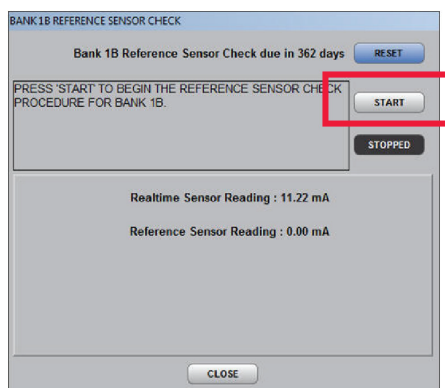 BANK1B REFERENCE SENSOR CHECK
Bank 1B Reference Sensor Check due in 362 days
RESET
PRESS 'START' TO BEGIN THE REFERENCE SENSOR CHECK
PROCEDURE FOR BANK 1B.
START
STOPPED
Realtime Sensor Reading : 11.22 mA
Reference Sensor Reading : 0.00 mA
CLOSE